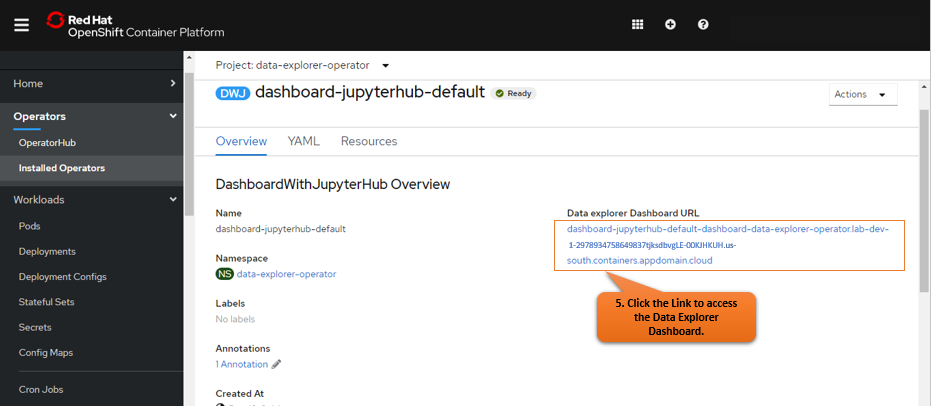 Red Hat
OpenShift Container Platform
Home
Operators
OperatorHub
Installed Operators
Workloads
Pods
Deployments
Deployment Configs
Stateful Sets
Secrets
Config Maps
Cron Jobs
Project: data-explorer-operator
DWJ dashboard-jupyterhub-default Ready
Actions
Overview YAML Resources
DashboardWithJupyterHub Overview
Name
dashboard-jupyterhub-default
Namespace
NS data-explorer-operator
Labels
No labels
Annotations
1 Annotation
Created At
Data explorer Dashboard URL
dashboard-jupyterhub-default-dashboard-data-explorer-operator.lab-dev-
1-2978934758649837tjksdbvgLE-00KJHKUH.us-
south.containers.appdomain.cloud
5. Click the Link to access
the Data Explorer
Dashboard.